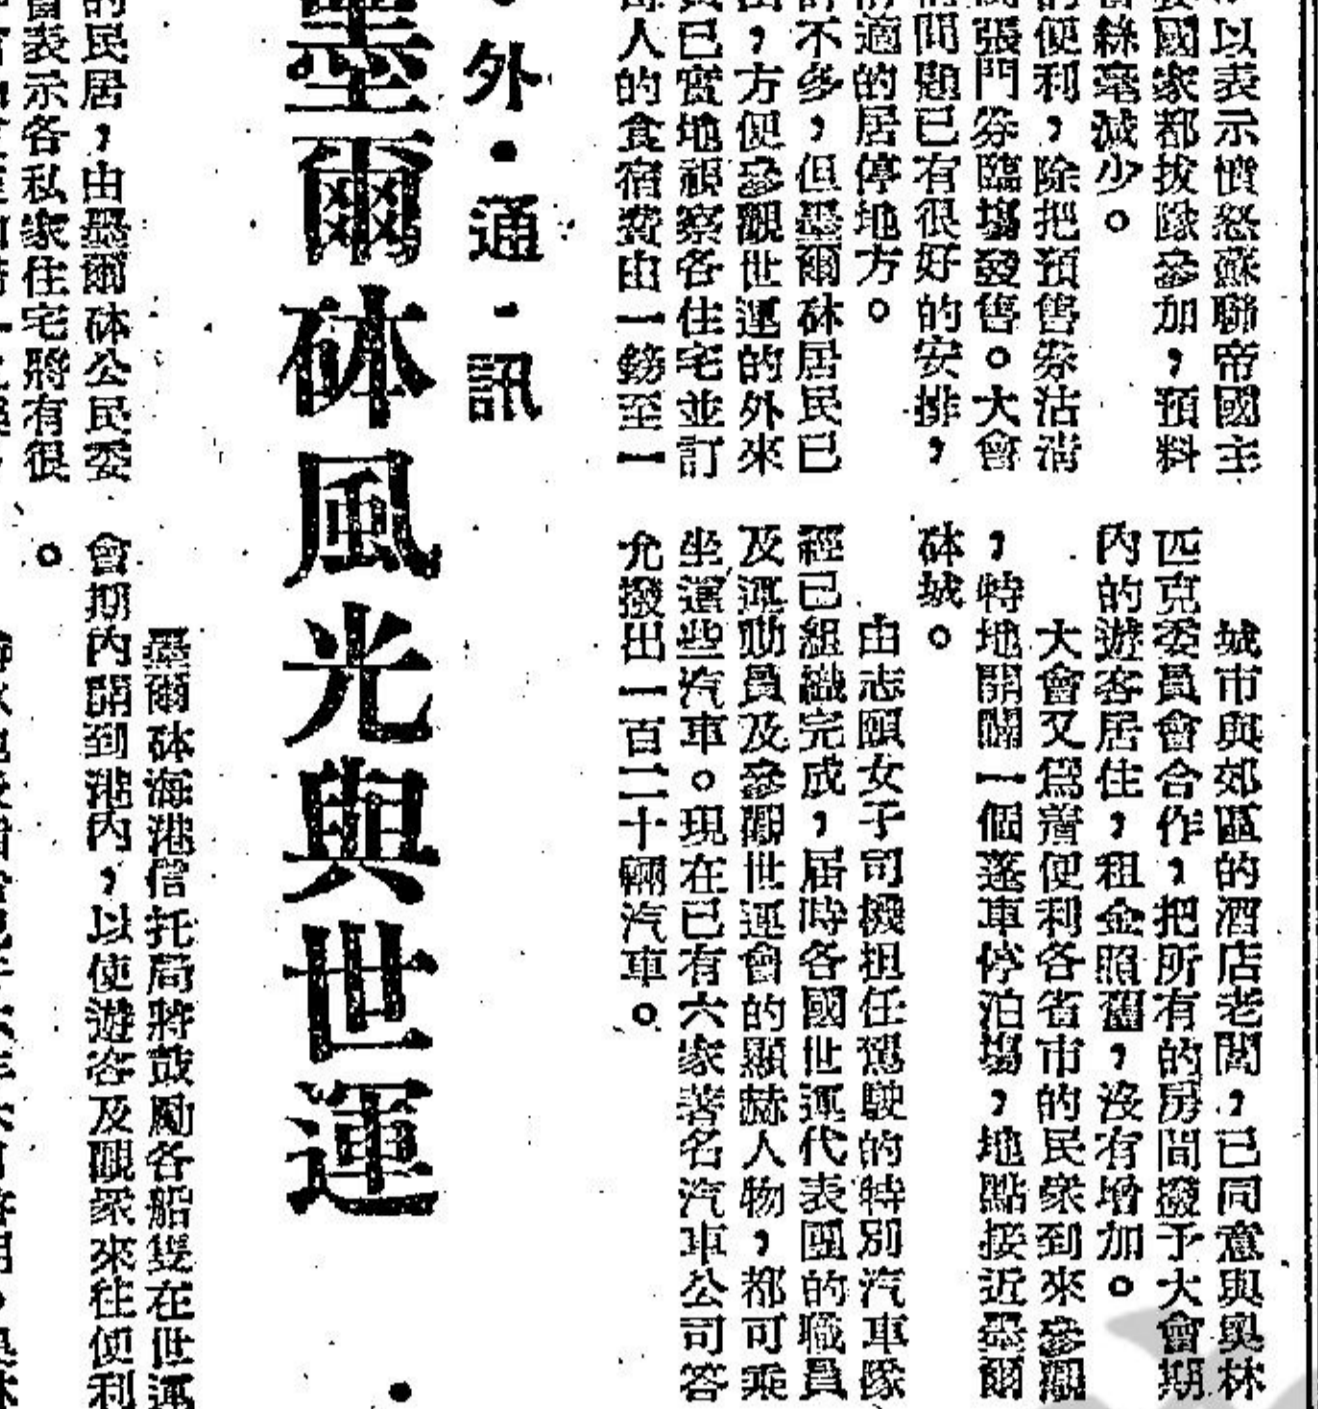 以表示憤怒蘇聯帝國主
國家都拔隊參加，預料
絲毫減少。
的便利，除把預售券沽清
張門券臨場發售。大會
問題已有很好的安排，
適的居停地方。
不多，但墨爾砵居民已
，方便參觀世運的外來
已實地視察各住宅並訂
人的食宿費由一鎊至一
城市與郊區的酒店老闆，已同意與奧林
匹克委員會合作，把所有的房間撥予大會期
內的遊客居住，租金照舊，沒有增加。
大會又為着便利各省市的民衆到來參觀
，特地開闢一個蓬車停泊場，地點接近墨爾
砵城。
由志願女子司機担任駕駛的特別汽車隊
經已組織完成，屆時各國世運代表團的職員
及運動員及參觀世運會的顯赫人物，都可乘
坐這些汽車。現在已有六家著名汽車公司答
允撥出一百二十輛汽車。
外・通・訊
墨爾砵風光與世運
的民居，由墨爾砵公民委
表示各私家住宅將有很
墨爾砵海港信托局將鼓勵各船隻在世運
會期內開到港內，以使遊客及觀衆來往便利
。